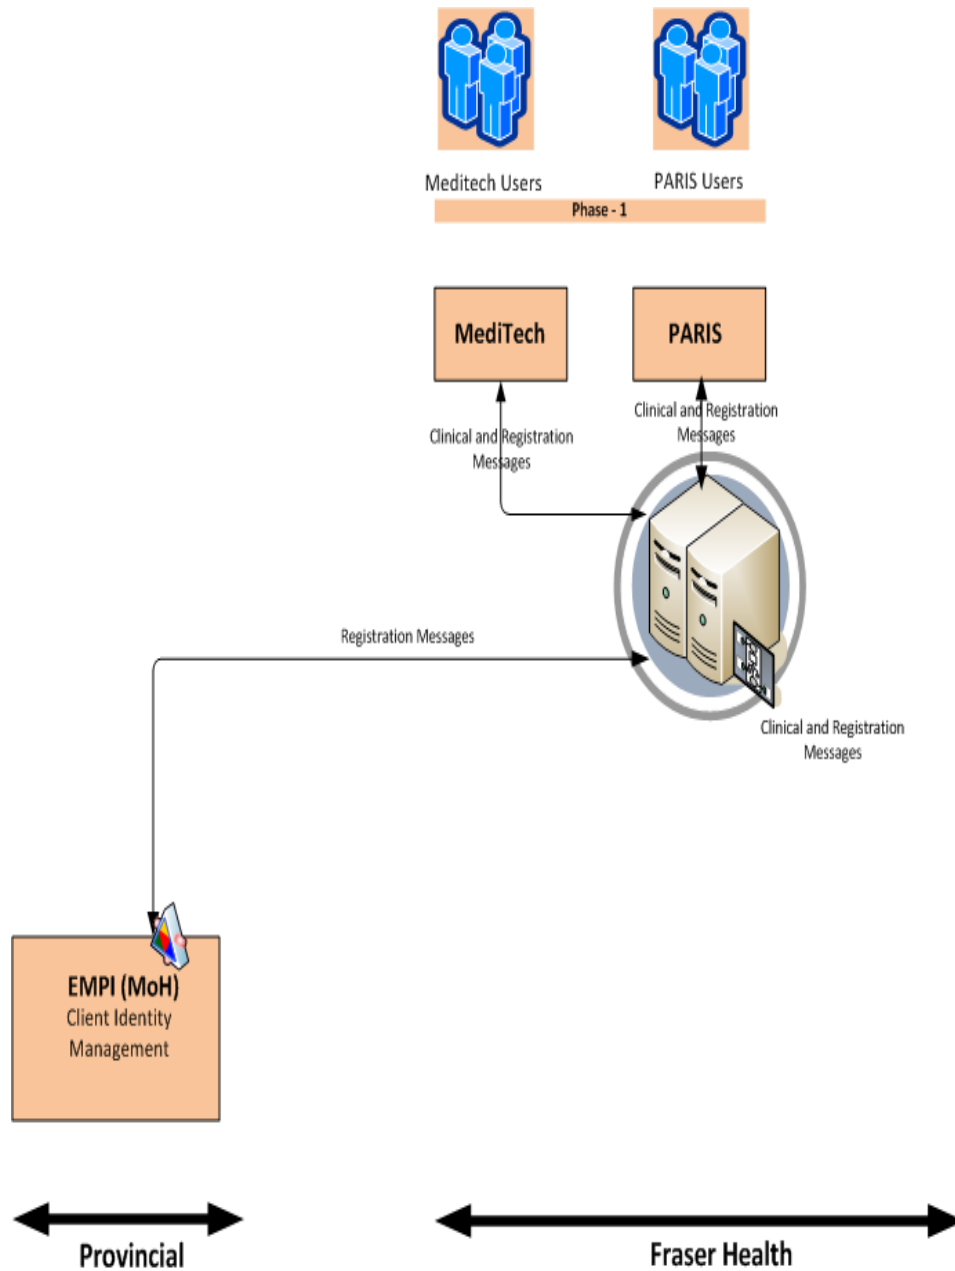 Meditech Users
PARIS Users
Phase - 1
MediTech
PARIS
Clinical and Registration
Messages
Clinical and Registration
Messages
Registration Messages
Clinical and Registration
Messages
EMPI (MoH)
Client Identity
Management
Provincial
Fraser Health